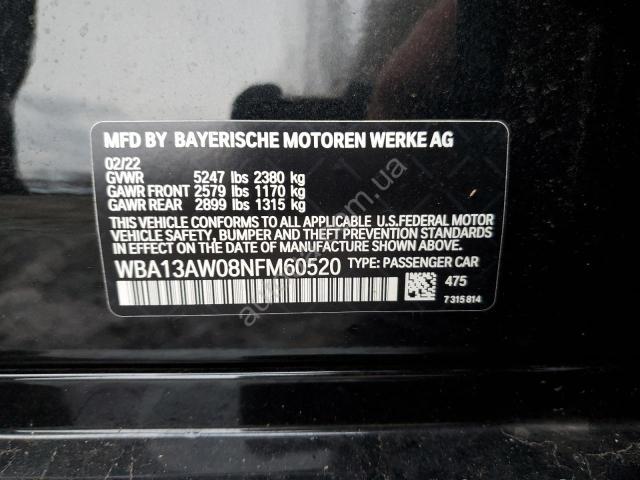 MFD BY BAYERISCHE MOTOREN WERKE AG
02/22
GVWR 5247 lbs 2380 kg
GAWR FRONT 2579 lbs 1170 kg
GAWR REAR 2899 lbs 1315 kg
THIS VEHICLE CONFORMS TO ALL APPLICABLE U.S.FEDERAL MOTOR
VEHICLE SAFETY, BUMPER AND THEFT PREVENTION STANDARDS
IN EFFECT ON THE DATE OF MANUFACTURE SHOWN ABOVE.
WBA13AW08NFM60520 TYPE: PASSENGER CAR
475
7 315 814